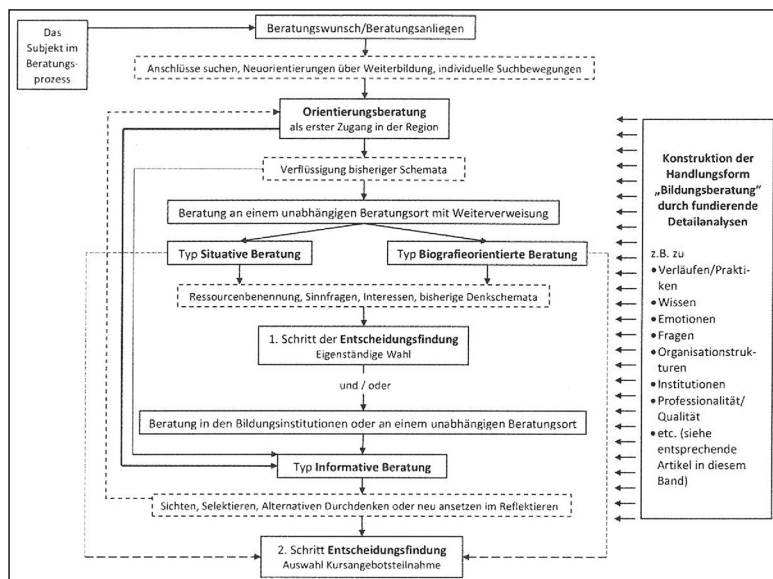 Das
Subjekt im
Beratungs-
prozess
Beratungswunsch/Beratungsanliegen
Anschlüsse suchen, Neuorientierungen über Weiterbildung, individuelle Suchbewegungen
Orientierungsberatung
als erster Zugang in der Region
Verflüssigung bisheriger Schemata
Beratung an einem unabhängigen Beratungsort mit Weiterverweisung
Typ Situative Beratung
Typ Biografieorientierte Beratung
Ressourcenbenennung, Sinnfragen, Interessen, bisherige Denkschemata
1. Schritt der Entscheidungsfindung
Eigenständige Wahl
und / oder
Beratung in den Bildungsinstitutionen oder an einem unabhängigen Beratungsort
Typ Informative Beratung
Sichten, Selektieren, Alternativen Durchdenken oder neu ansetzen im Reflektieren
2. Schritt Entscheidungsfindung
Auswahl Kursangebotsteilnahme
Konstruktion der
Handlungsform
„Bildungsberatung“
durch fundierende
Detailanalysen
z.B. zu
• Verläufen/Prakti-
ken
• Wissen
• Emotionen
• Fragen
• Organisationstruk-
turen
• Institutionen
• Professionalität/
Qualität
• etc. (siehe
entsprechende
Artikel in diesem
Band)